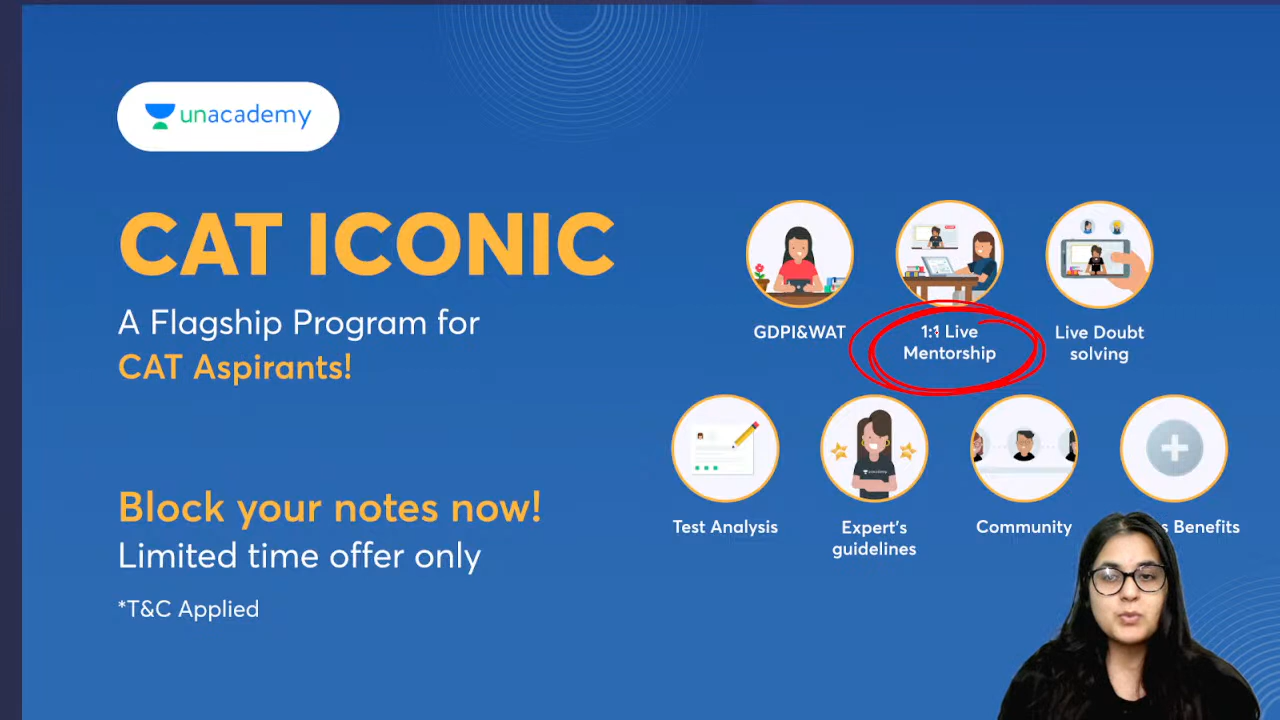 unacademy
CAT ICONIC
A Flagship Program for
CAT Aspirants!
Block your notes now!
Limited time offer only
*T&C Applied
GDPI&WAT
1:1 Live
Mentorship
Live Doubt
solving
Test Analysis
Expert's
guidelines
Community
Benefits